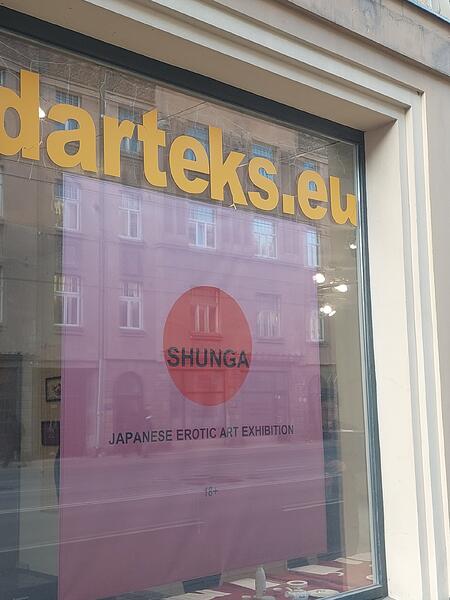 darteks.eu
SHUNGA
JAPANESE EROTIC ART EXHIBITION
18+